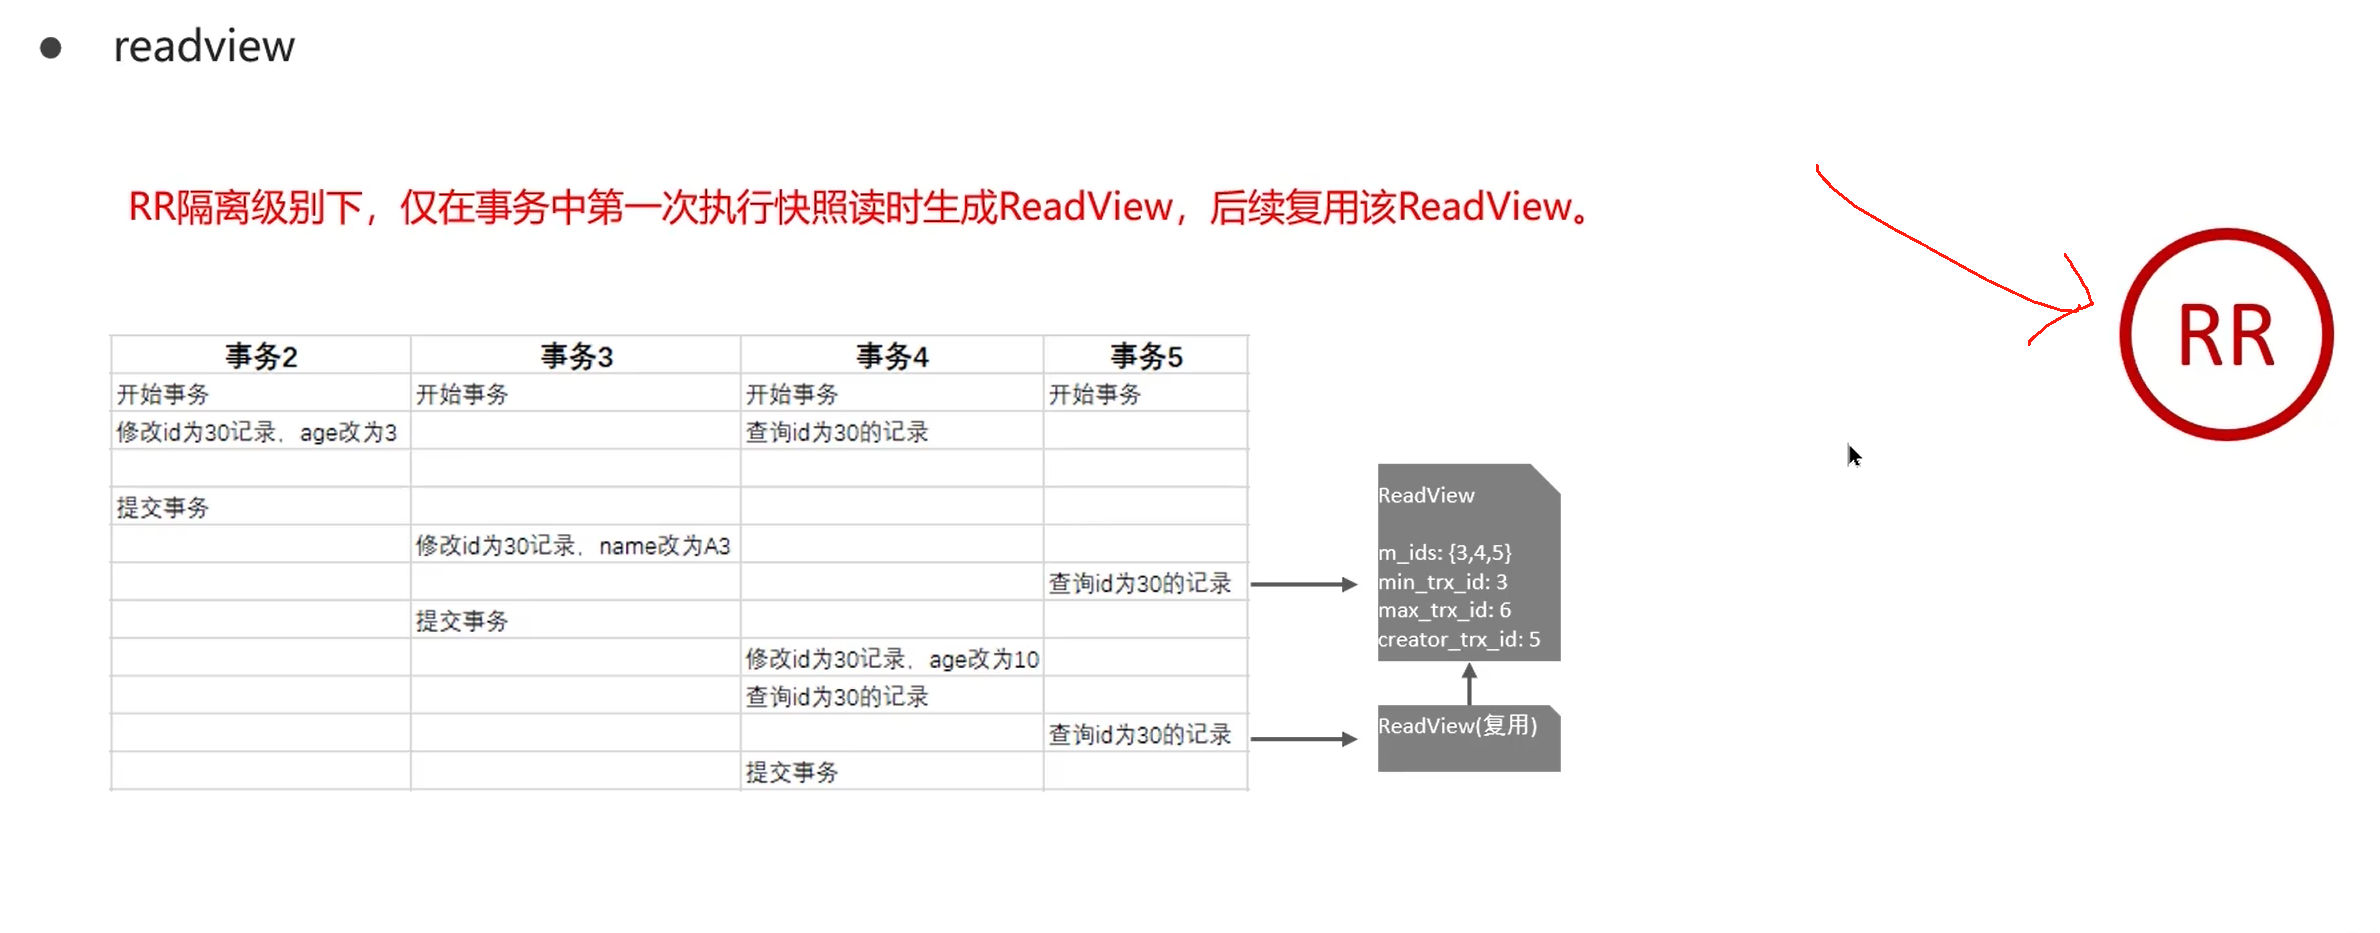 ● readview
RR隔离级别下，仅在事务中第一次执行快照读时生成ReadView，后续复用该ReadView。
RR
事务2 事务3 事务4 事务5
开始事务 开始事务 开始事务 开始事务
修改id为30记录，age改为3 查询id为30的记录
提交事务
修改id为30记录，name改为A3
查询id为30的记录
提交事务
修改id为30记录，age改为10
查询id为30的记录
查询id为30的记录
提交事务
ReadView
m_ids: {3,4,5}
min_trx_id: 3
max_trx_id: 6
creator_trx_id: 5
ReadView(复用)